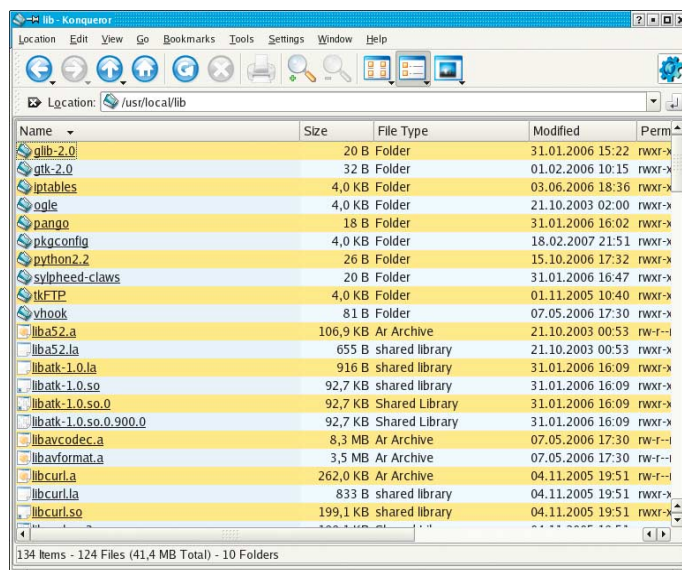 lib - Konqueror
Location Edit View Go Bookmarks Tools Settings Window Help
Location: /usr/local/lib
Name Size File Type Modified Perm
glib-2.0 20 B Folder 31.01.2006 15:22 rwxr-x
gtk-2.0 32 B Folder 01.02.2006 10:15 rwxr-x
iptables 4,0 KB Folder 03.06.2006 18:36 rwxr-x
ogle 4,0 KB Folder 21.10.2003 02:00 rwxr-x
pango 18 B Folder 31.01.2006 16:02 rwxr-x
pkgconfig 4,0 KB Folder 18.02.2007 21:51 rwxr-x
python2.2 26 B Folder 15.10.2006 17:32 rwxr-x
sylpheed-claws 20 B Folder 31.01.2006 16:47 rwxr-x
tkFTP 4,0 KB Folder 01.11.2005 10:40 rwxr-x
vhook 81 B Folder 07.05.2006 17:30 rwxr-x
liba52.a 106,9 KB Ar Archive 21.10.2003 00:53 rw-r--
liba52.la 655 B shared library 21.10.2003 00:53 rwxr-x
libatk-1.0.la 916 B shared library 31.01.2006 16:09 rwxr-x
libatk-1.0.so 92,7 KB shared library 31.01.2006 16:09 rwxr-x
libatk-1.0.so.0 92,7 KB Shared Library 31.01.2006 16:09 rwxr-x
libatk-1.0.so.0.900.0 92,7 KB Shared Library 31.01.2006 16:09 rwxr-x
libavcodec.a 8,3 MB Ar Archive 07.05.2006 17:30 rw-r--
libavformat.a 3,5 MB Ar Archive 07.05.2006 17:30 rw-r--
libcurl.a 262,0 KB Ar Archive 04.11.2005 19:51 rw-r--
libcurl.la 833 B shared library 04.11.2005 19:51 rwxr-x
libcurl.so 199,1 KB shared library 04.11.2005 19:51 rwxr-x
134 Items - 124 Files (41,4 MB Total) - 10 Folders